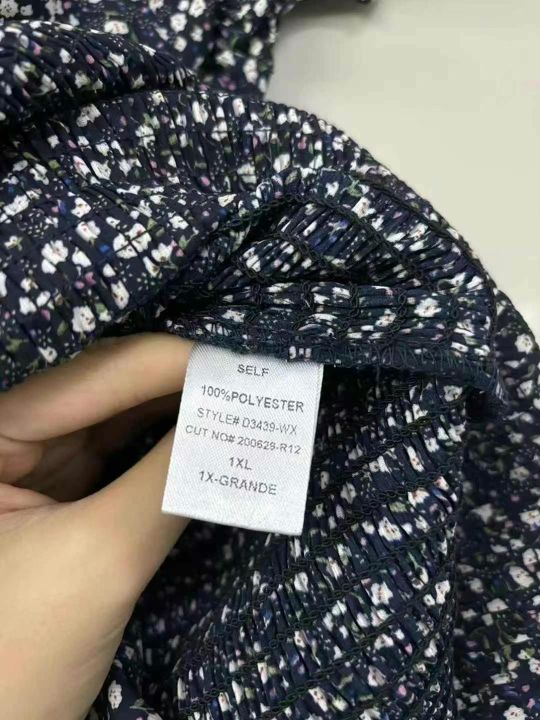 SELF
100%POLYESTER
STYLE# D3439-WX
CUT NO# 200629-R12
1XL
1X-GRANDE